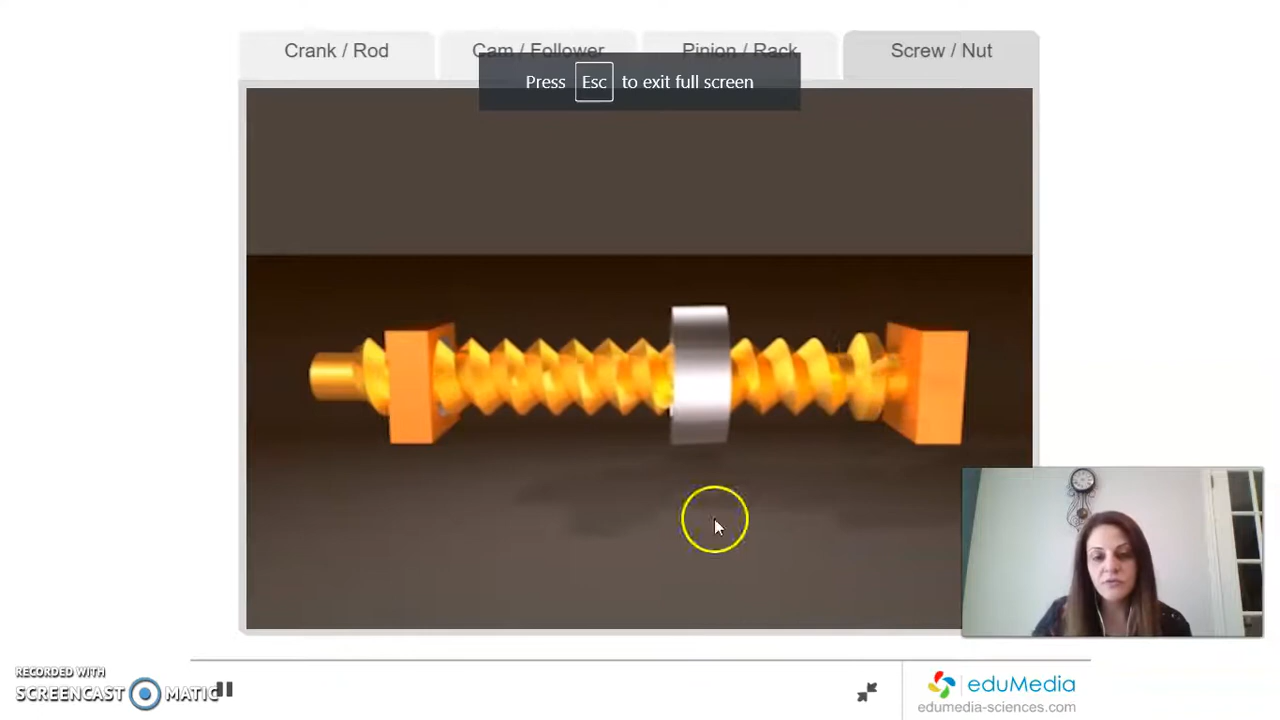 Crank / Rod
Cam / Follower
Pinion / Rack
Screw / Nut
Press Esc to exit full screen
RECORDED WITH
SCREENCAST MATIC
eduMedia
edumedia-sciences.com